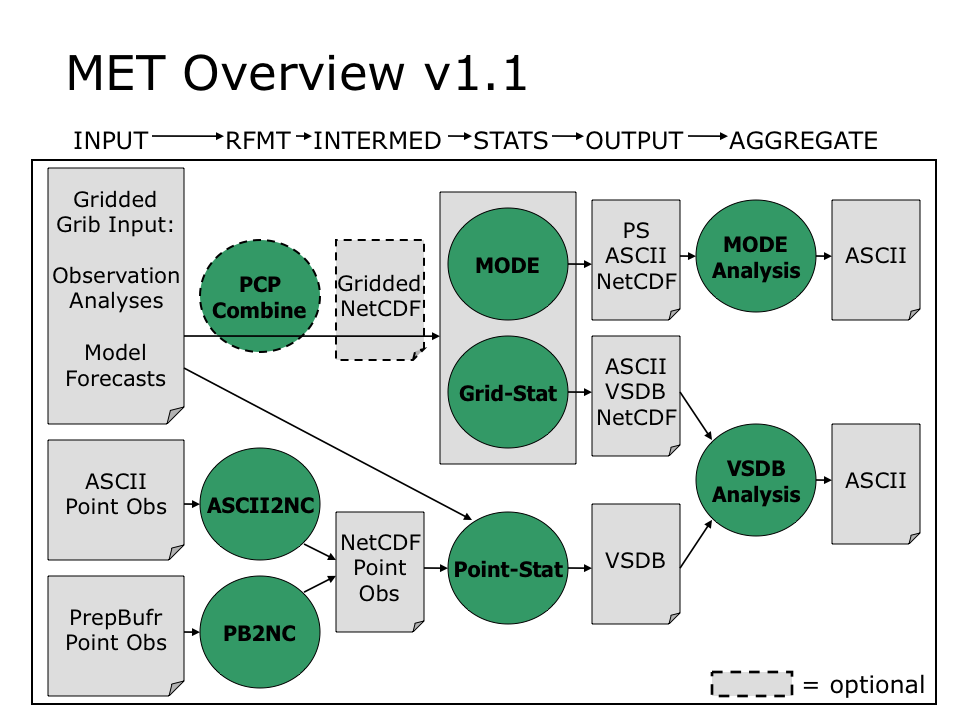 MET Overview v1.1
INPUT
RFMT
INTERMED
STATS
OUTPUT
AGGREGATE
Gridded
Grib Input:
Observation
Analyses
Model
Forecasts
PCP
Combine
Gridded
NetCDF
MODE
Grid-Stat
PS
ASCII
NetCDF
MODE
Analysis
ASCII
ASCII
VSDB
NetCDF
VSDB
Analysis
ASCII
ASCII
Point Obs
ASCII2NC
NetCDF
Point
Obs
Point-Stat
VSDB
PrepBufr
Point Obs
PB2NC
= optional